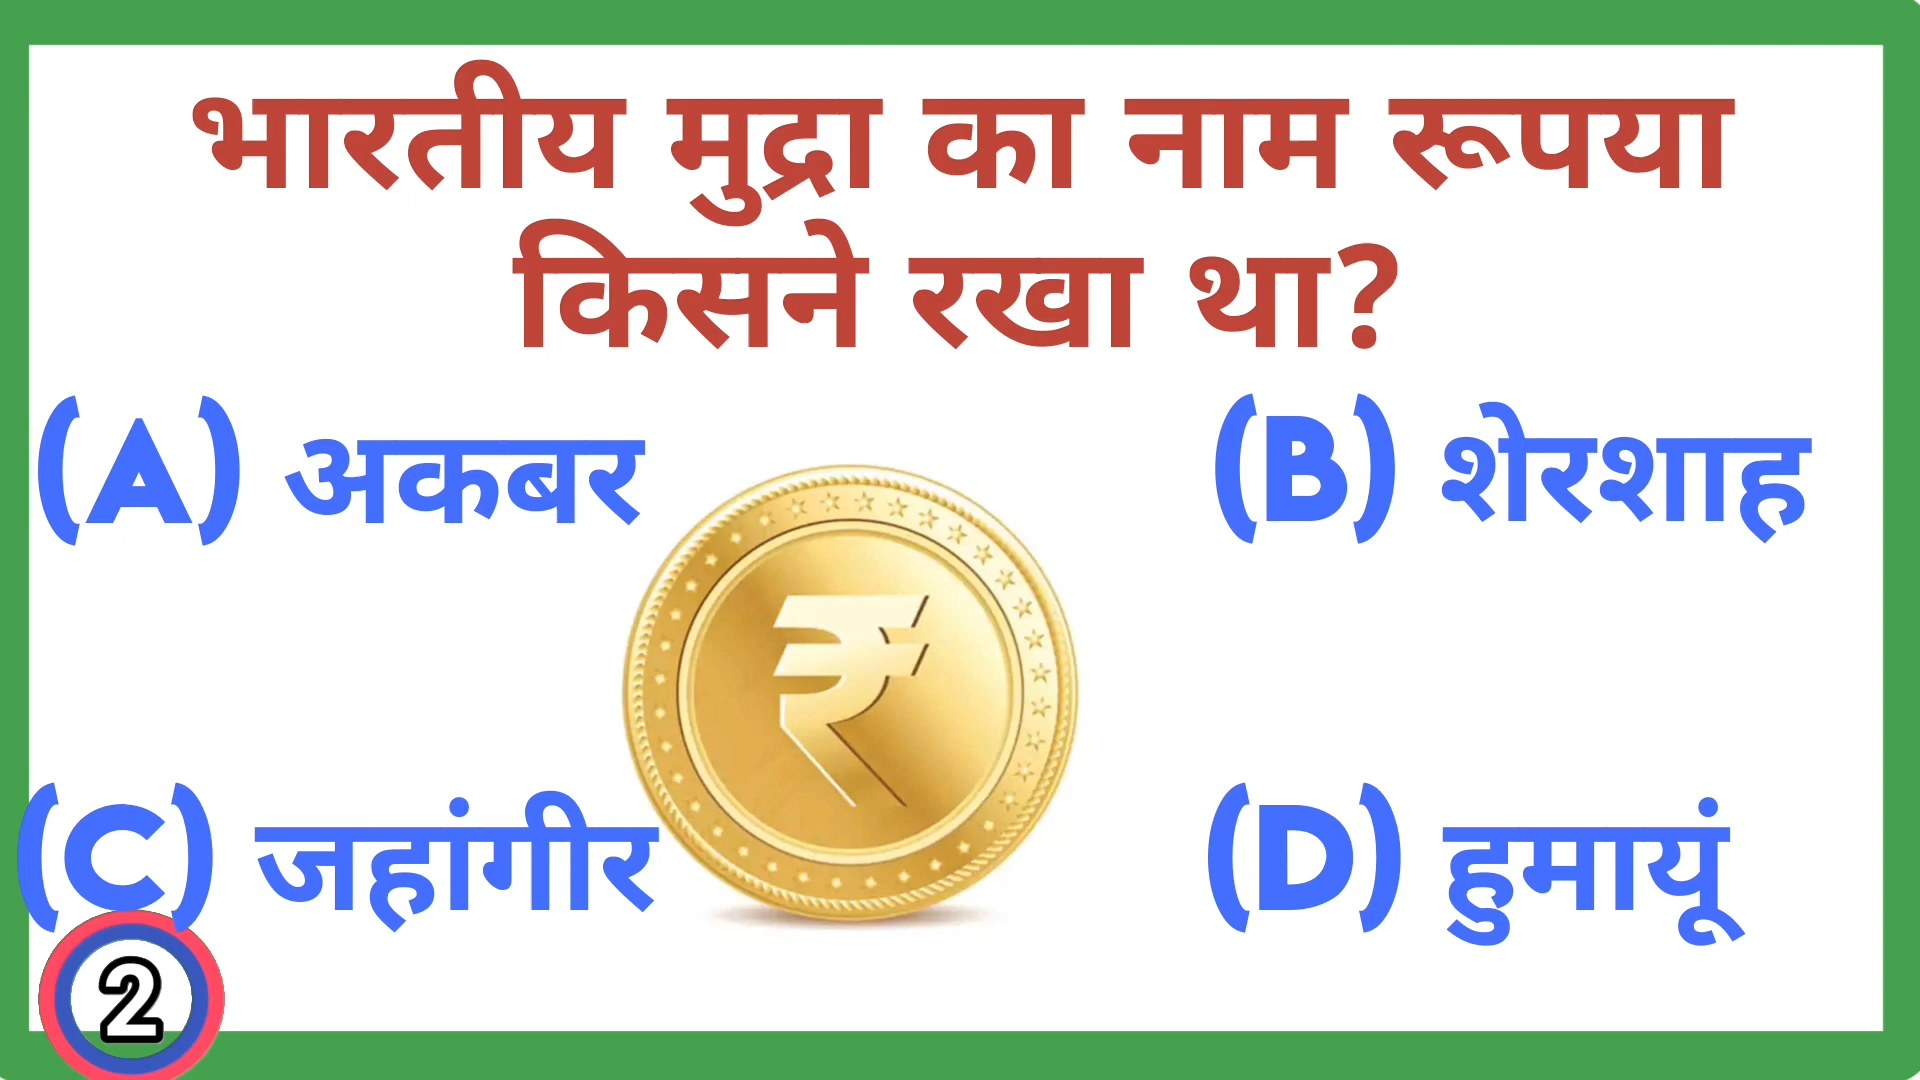 भारतीय मुद्रा का नाम रूपया
किसने रखा था?
(A) अकबर
(B) शेरशाह
₹
(C) जहांगीर
(D) हुमायूं
2